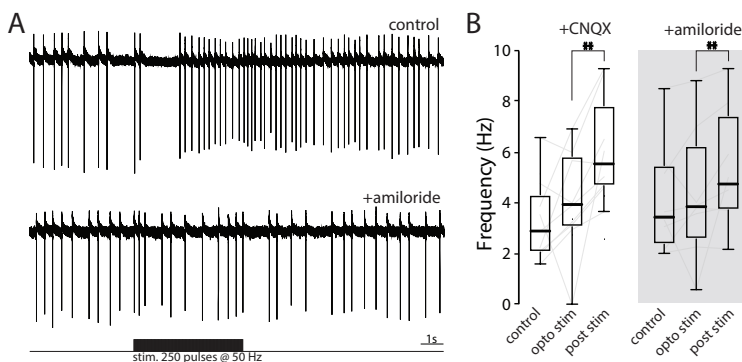 A
control
+amiloride
1s
stim. 250 pulses @ 50 Hz
B
+CNQX
+amiloride
**
**
Frequency (Hz)
10
8
6
4
2
0
control
opto stim
post stim
control
opto stim
post stim